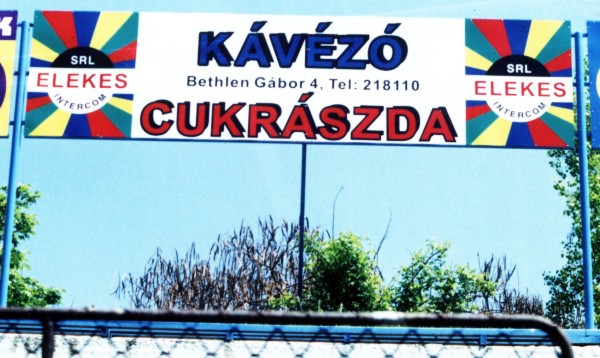 SRL
ELEKES
INTERCOM
KÁVÉZÓ
Bethlen Gábor 4, Tel: 218110
CUKRÁSZDA
SRL
ELEKES
INTERCOM